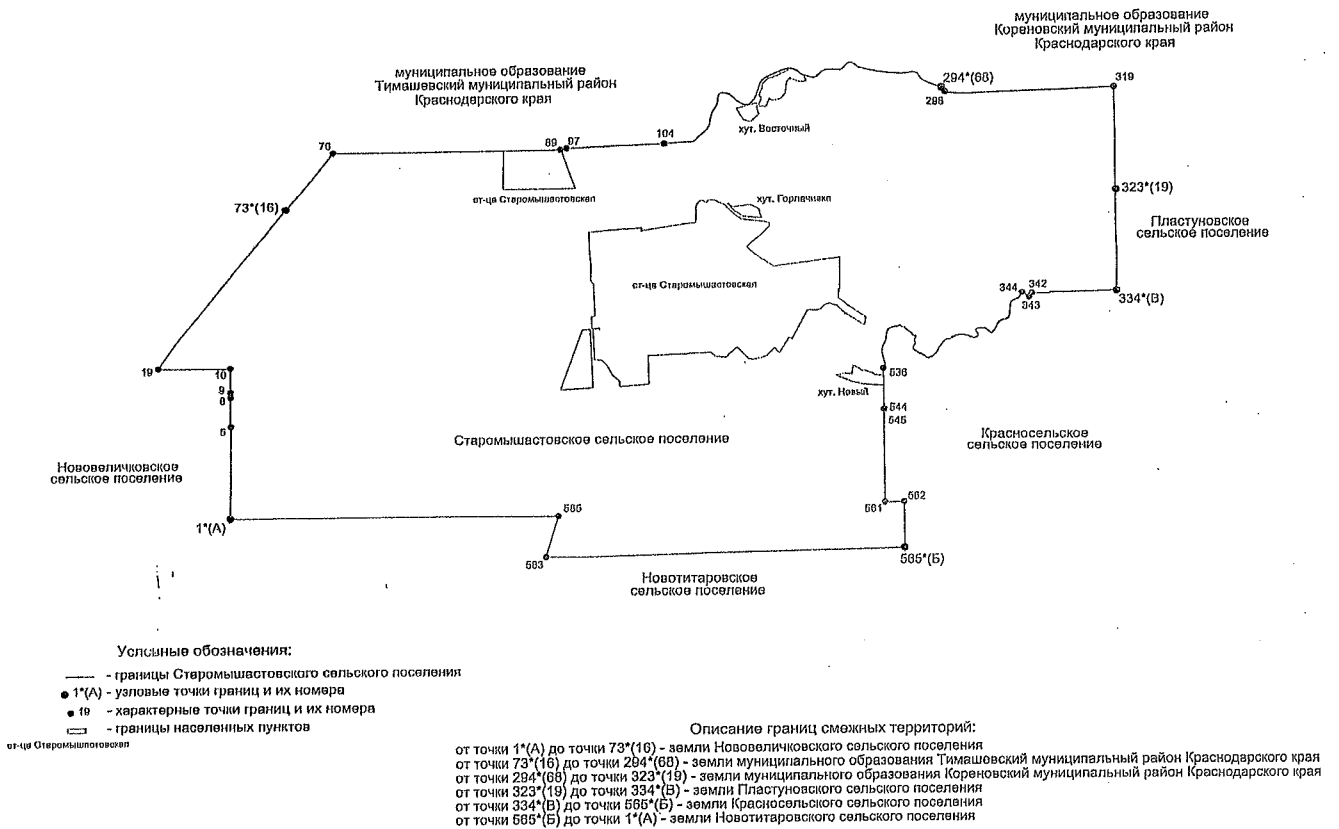 муниципальное образование
Кореновский муниципальный район
Краснодарского края
муниципальное образование
Тимашевский муниципальный район
Краснодарского края
294*(68)
298
319
хут. Восточный
104
89
97
76
ст-ца Старомышастовская
73*(16)
323*(19)
хут. Горлачивка
Пластуновское
сельское поселение
ст-ца Старомышастовская
344
342
343
334*(В)
19
10
9
8
536
хут. Новый
544
545
5
Красносельское
сельское поселение
Старомышастовское сельское поселение
Нововеличковское
сельское поселение
561
562
1*(А)
585
583
565*(Б)
Новотитаровское
сельское поселение
Условные обозначения:
- границы Старомышастовского сельского поселения
1*(А) - узловые точки границ и их номера
19 - характерные точки границ и их номера
- границы населенных пунктов
ст-ца Старомышастовская
Описание границ смежных территорий:
от точки 1*(А) до точки 73*(16) - земли Нововеличковского сельского поселения
от точки 73*(16) до точки 294*(68) - земли муниципального образования Тимашевский муниципальный район Краснодарского края
от точки 294*(68) до точки 323*(19) - земли муниципального образования Кореновский муниципальный район Краснодарского края
от точки 323*(19) до точки 334*(В) - земли Пластуновского сельского поселения
от точки 334*(В) до точки 565*(Б) - земли Красносельского сельского поселения
от точки 565*(Б) до точки 1*(А) - земли Новотитаровского сельского поселения